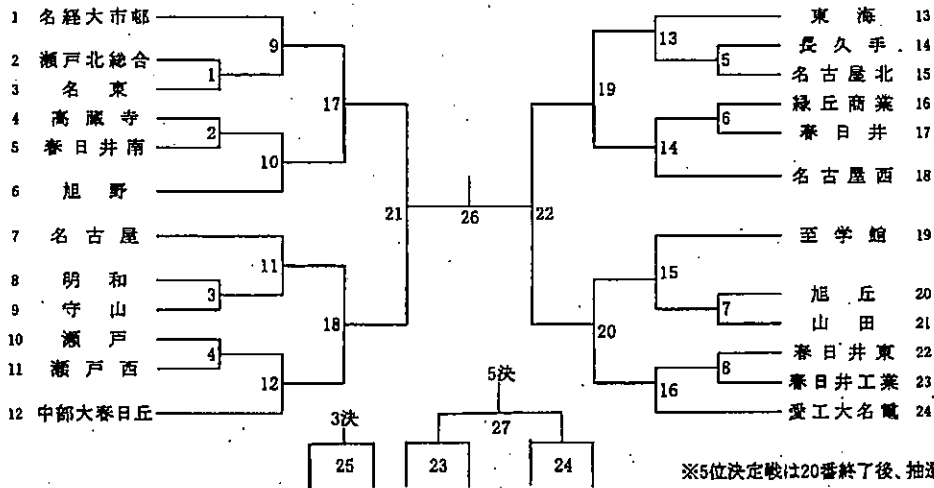 1 名経大市邨
2 瀬戸北総合
3 名東
4 高蔵寺
5 春日井南
6 旭野
7 名古屋
8 明和
9 守山
10 瀬戸
11 瀬戸西
12 中部大春日丘
9
1
2
10
17
11
3
4
12
18
21
26
22
19
13
5
6
14
20
15
7
8
16
東海 13
長久手 14
名古屋北 15
緑丘商業 16
春日井 17
名古屋西 18
至学館 19
旭丘 20
山田 21
春日井東 22
春日井工業 23
愛工大名電 24
3決
25
5決
27
23
24
※5位決定戦は20番終了後、抽選